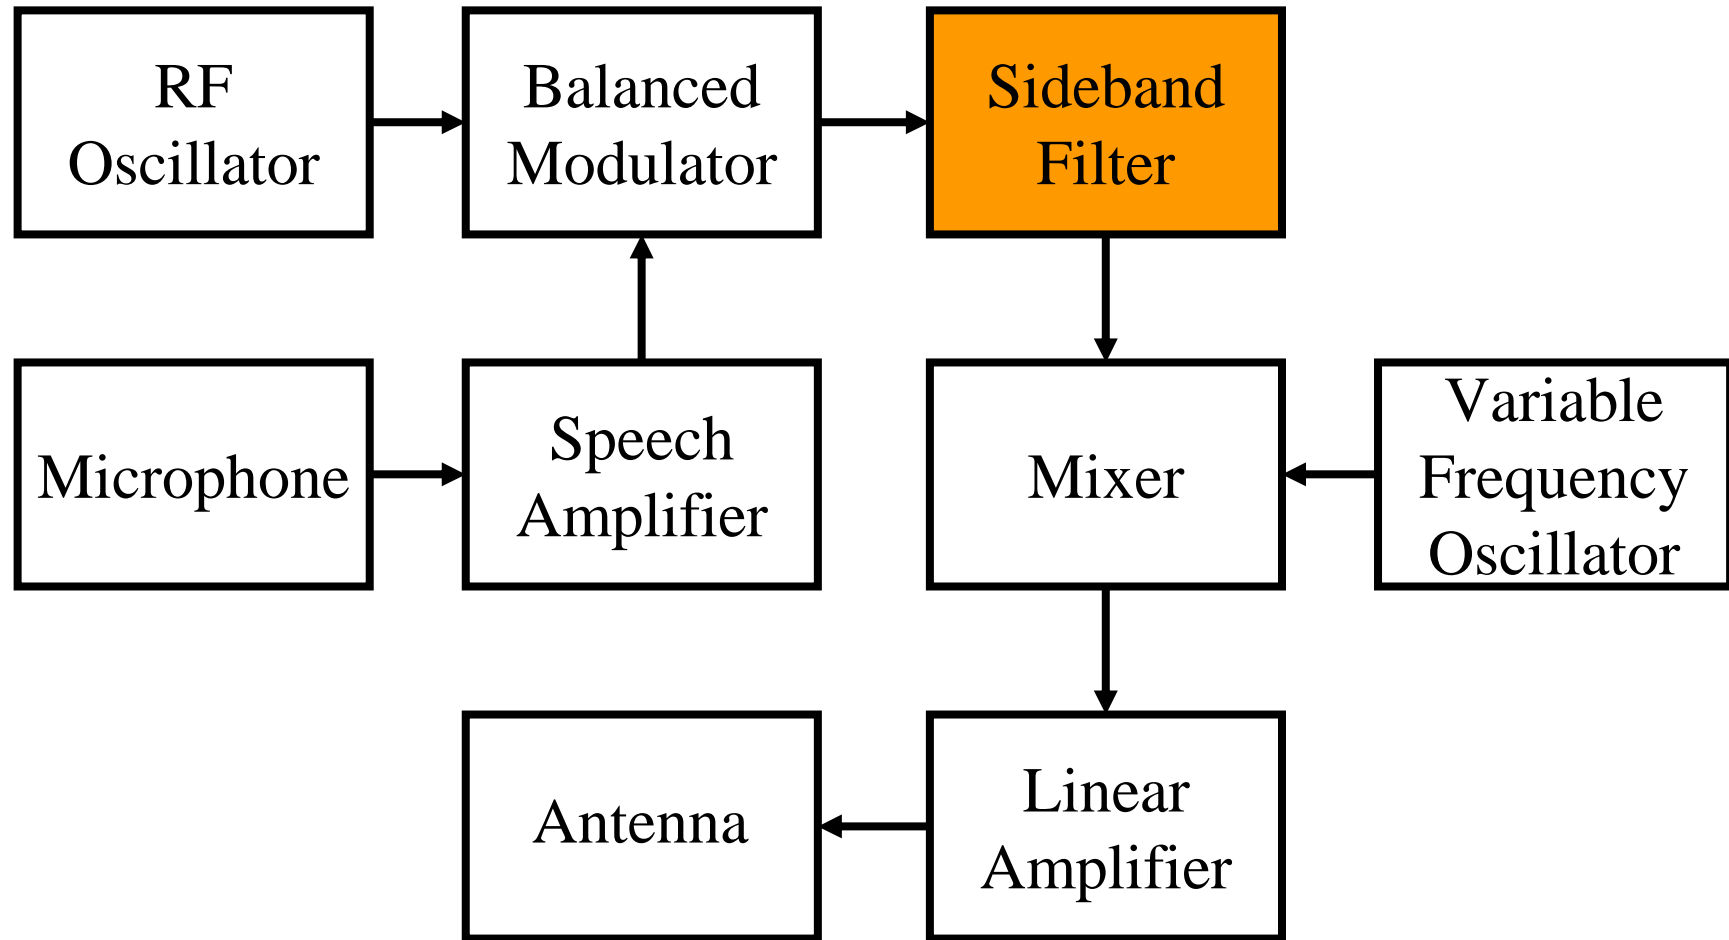 RF
Oscillator
Balanced
Modulator
Sideband
Filter
Microphone
Speech
Amplifier
Mixer
Variable
Frequency
Oscillator
Antenna
Linear
Amplifier